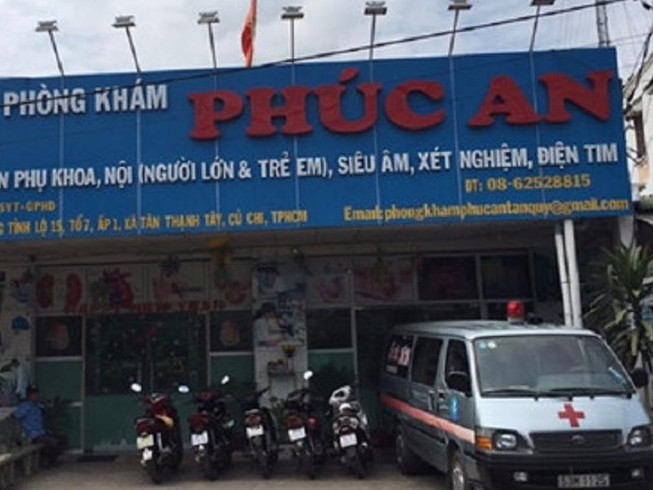 PHÒNG KHÁM PHÚC AN
N PHỤ KHOA, NỘI (NGƯỜI LỚN & TRẺ EM), SIÊU ÂM, XÉT NGHIỆM, ĐIỆN TIM
SYT-GPHD
ĐT: 08-62528815
TỈNH LỘ 15, TỔ 7, ẤP 1, XÃ TÂN THẠNH TÂY, CỦ CHI, TPHCM
Email: phongkhamphucantanquy@gmail.com